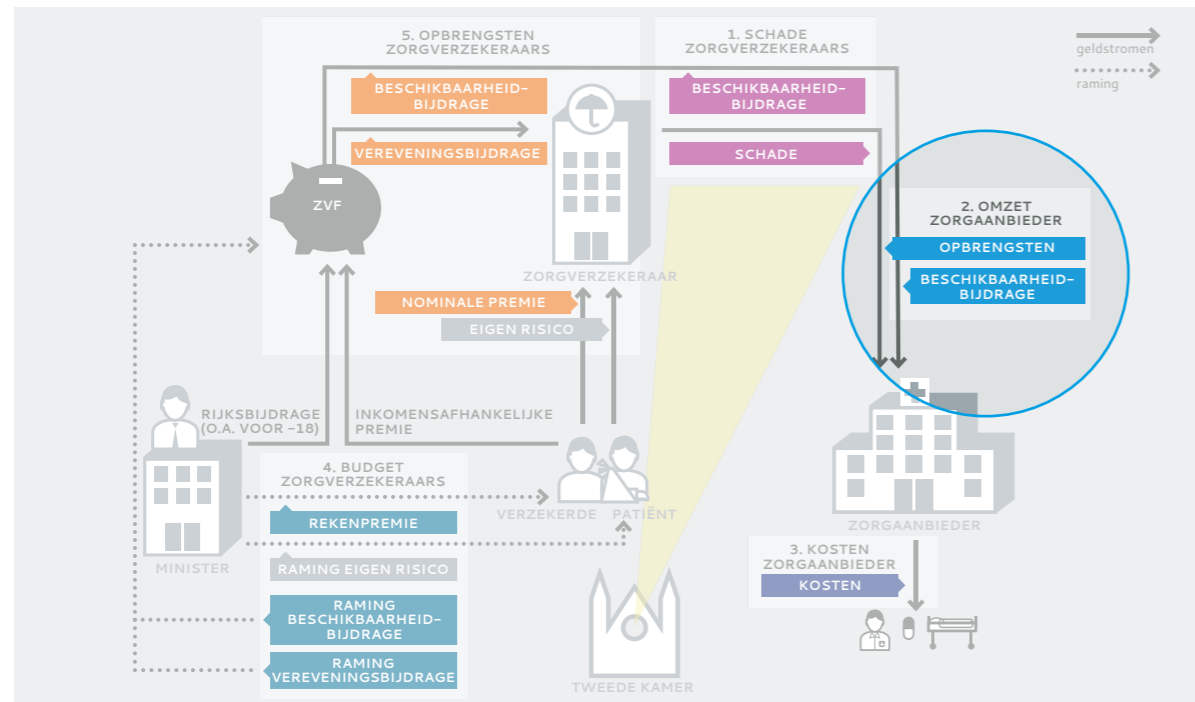 5. OPBRENGSTEN
ZORGVERZEKERAARS
1. SCHADE
ZORGVERZEKERAARS
geldstromen
raming
BESCHIKBAARHEID-
BIJDRAGE
BESCHIKBAARHEID-
BIJDRAGE
VEREVENINGSBIJDRAGE
SCHADE
ZVF
2. OMZET
ZORGAANBIEDER
OPBRENGSTEN
BESCHIKBAARHEID-
BIJDRAGE
ZORGVERZEKERAAR
NOMINALE PREMIE
EIGEN RISICO
RIJKSBIJDRAGE
(O.A. VOOR -18)
INKOMENSAFHANKELIJKE
PREMIE
4. BUDGET
ZORGVERZEKERAARS
VERZEKERDE
PATIËNT
REKENPREMIE
ZORGAANBIEDER
MINISTER
RAMING EIGEN RISICO
3. KOSTEN
ZORGAANBIEDER
KOSTEN
RAMING
BESCHIKBAARHEID-
BIJDRAGE
RAMING
VEREVENINGSBIJDRAGE
TWEEDE KAMER